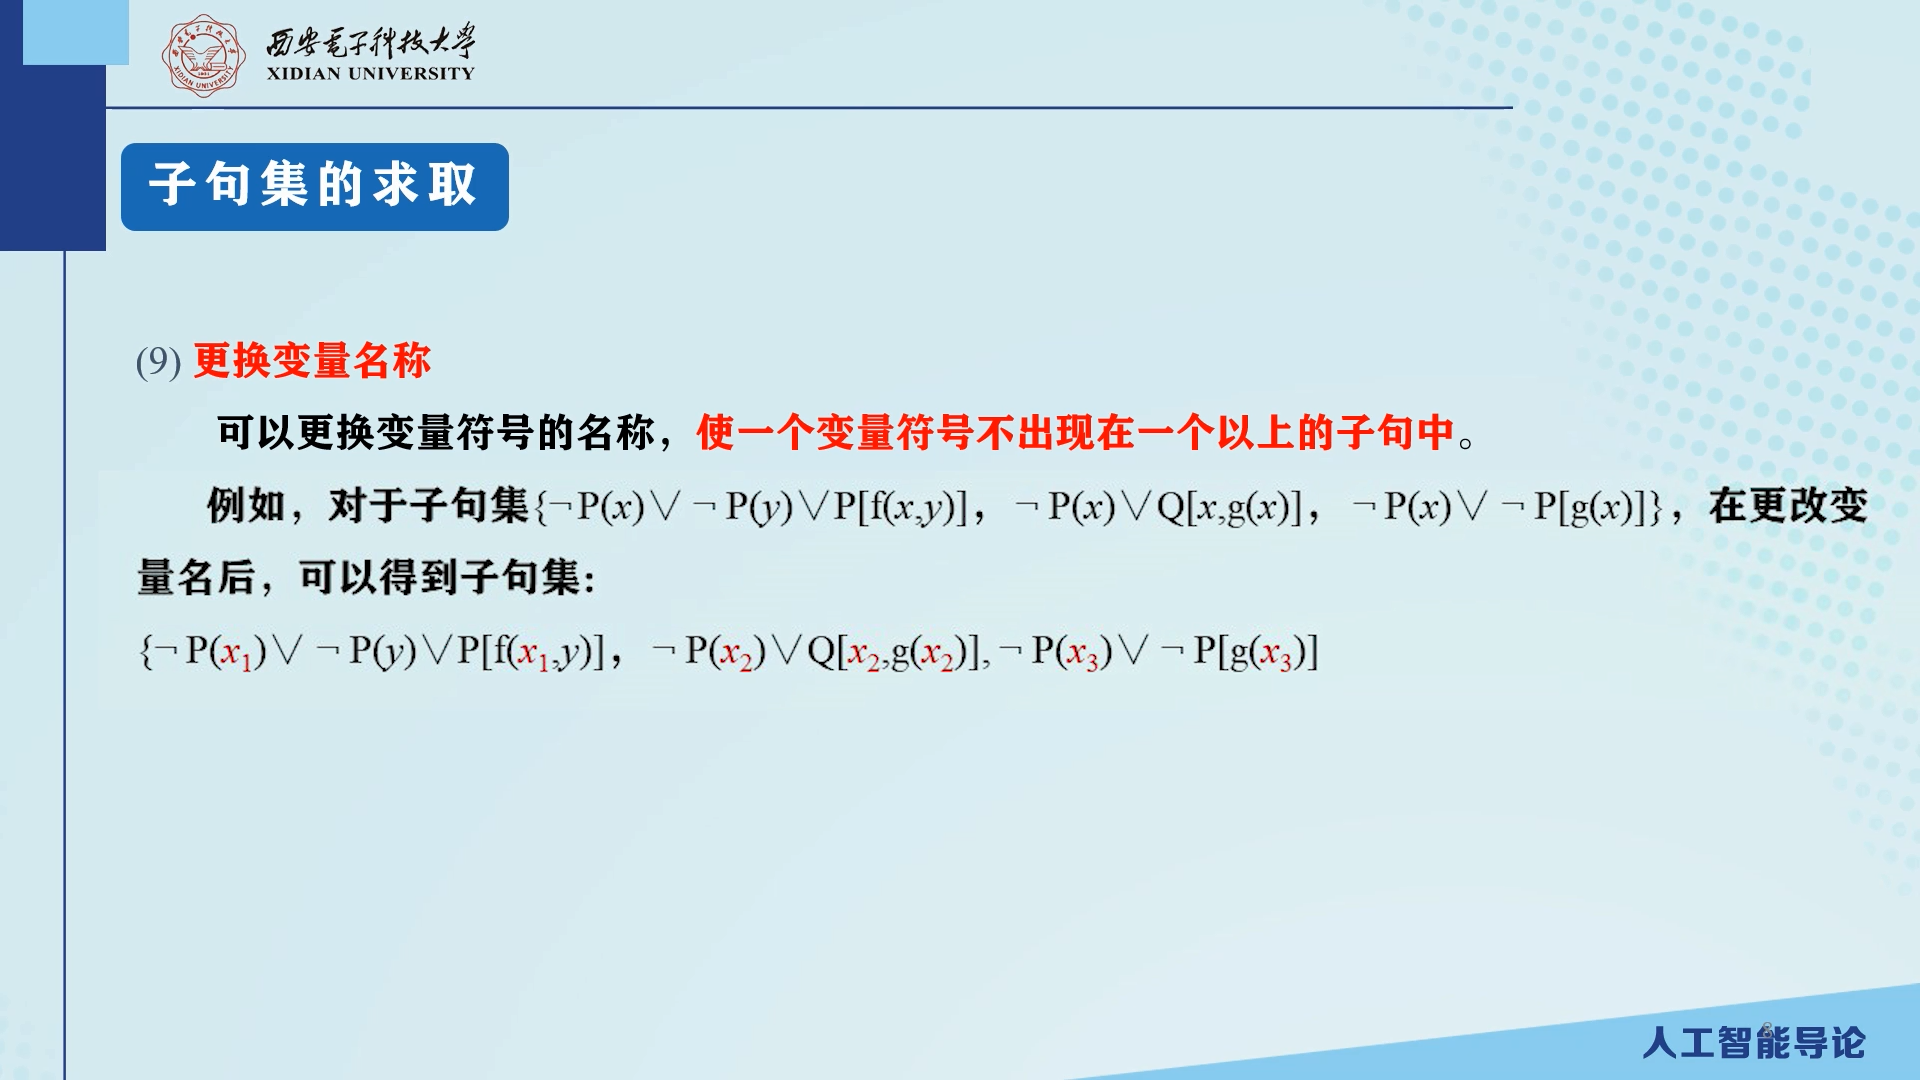 西安电子科技大学
XIDIAN UNIVERSITY
子句集的求取
(9) 更换变量名称
可以更换变量符号的名称，使一个变量符号不出现在一个以上的子句中。
例如，对于子句集{¬P(x)∨¬P(y)∨P[f(x,y)]，¬P(x)∨Q[x,g(x)]，¬P(x)∨¬P[g(x)]}，在更改变
量名后，可以得到子句集：
{¬P(x₁)∨¬P(y)∨P[f(x₁,y)]，¬P(x₂)∨Q[x₂,g(x₂)],¬P(x₃)∨¬P[g(x₃)]
人工智能导论